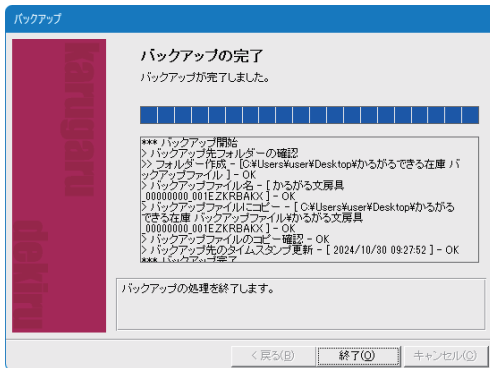 バックアップ
karugaru
dekiru
バックアップの完了
バックアップが完了しました。
*** バックアップ開始
> バックアップ先フォルダーの確認
>> フォルダー作成 - [C:¥Users¥user¥Desktop¥かるがるできる在庫 バ
ックアップファイル ] - OK
> バックアップファイル名 - [ かるがる文房具
_00000000_001EZKRBAKX ] - OK
> バックアップファイルにコピー - [ C:¥Users¥user¥Desktop¥かるがる
できる在庫 バックアップファイル¥かるがる文房具
_00000000_001EZKRBAKX ] - OK
> バックアップファイルのコピー確認 - OK
> バックアップ先のタイムスタンプ更新 - [ 2024/10/30 09:27:52 ] - OK
*** バックアップ完了
バックアップの処理を終了します。
< 戻る(B)
終了(O)
キャンセル(C)